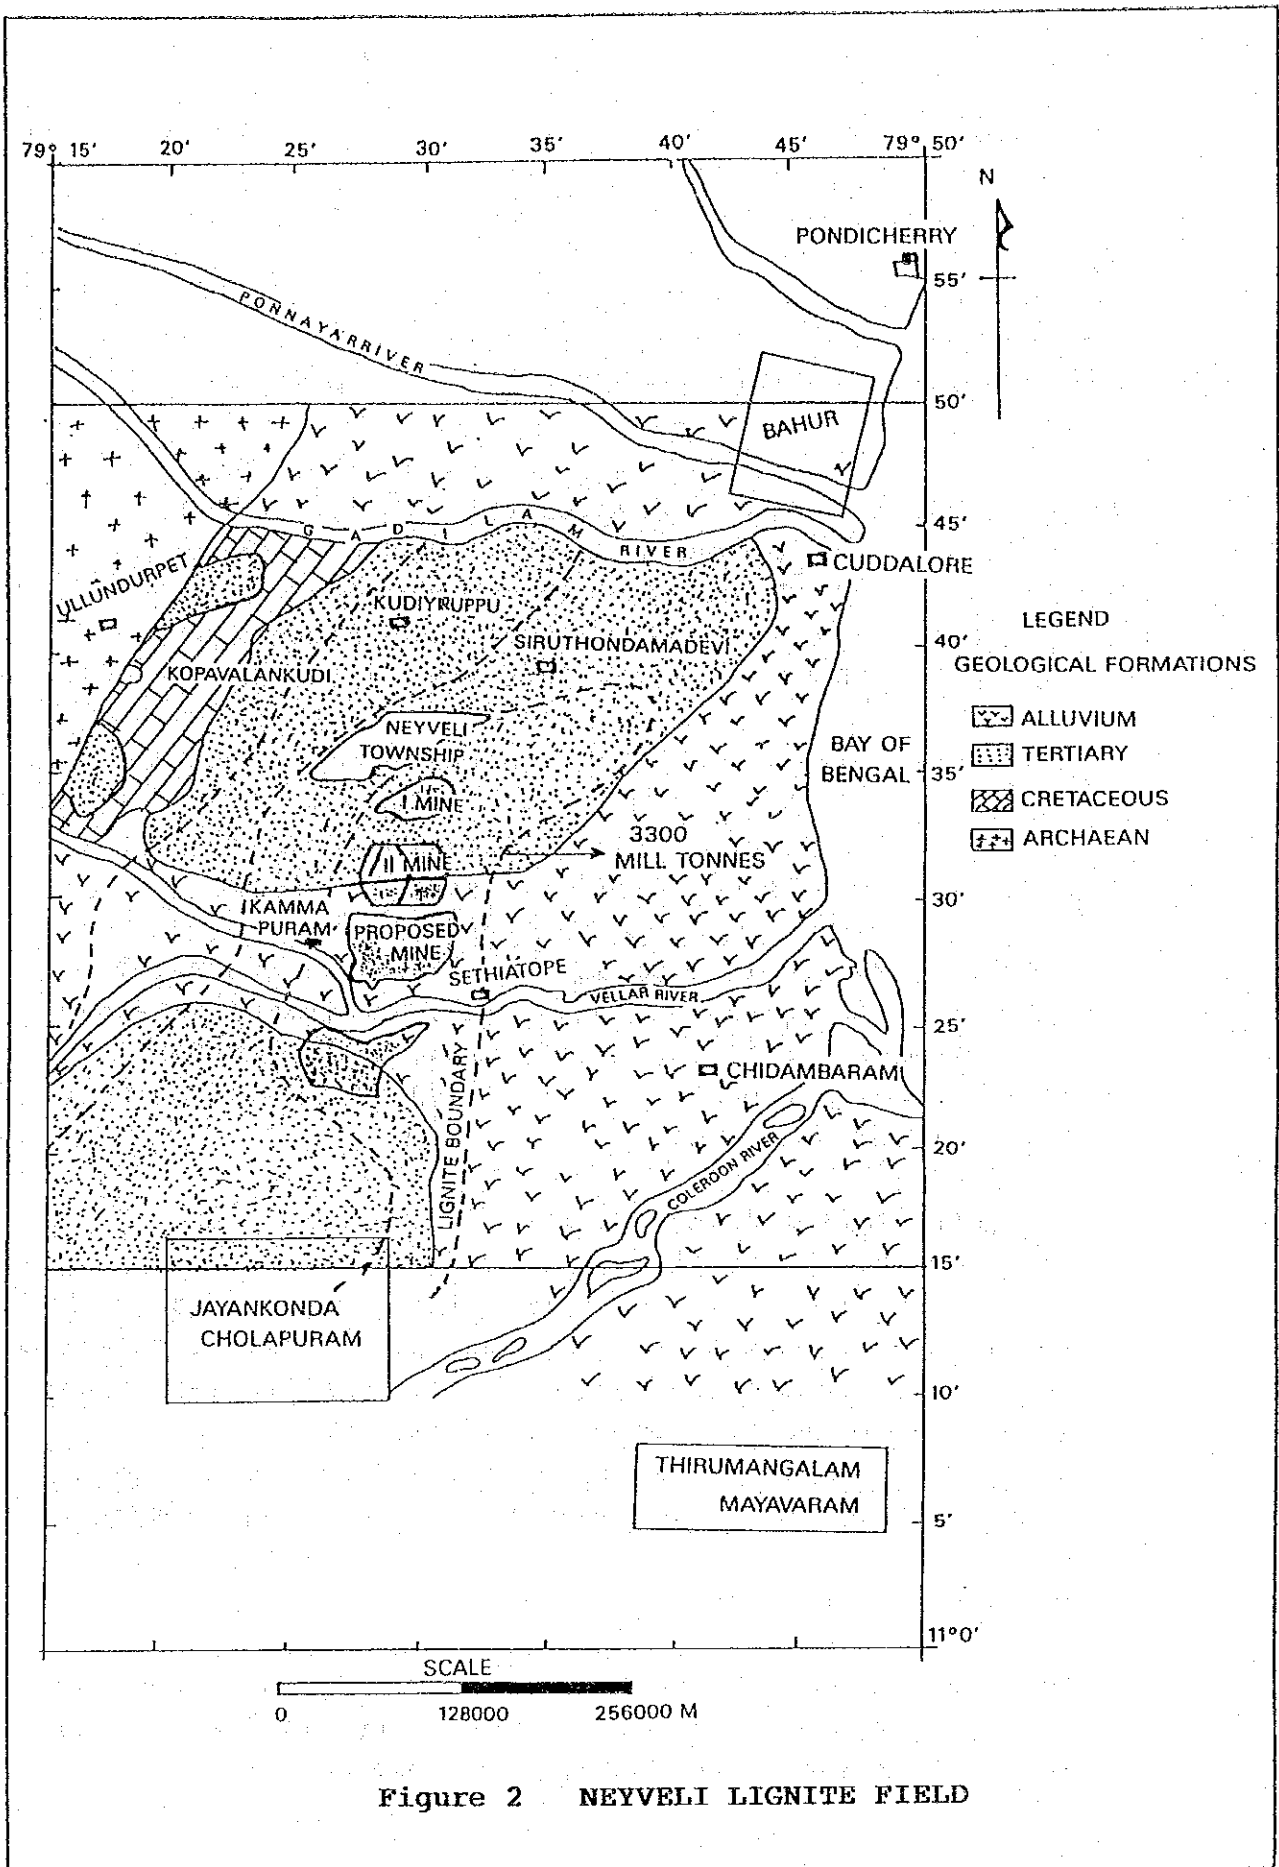 79° 15' 20' 25' 30' 35' 40' 45' 79° 50'
N
PONDICHERRY
55'
PONNAYARRIVER
50'
BAHUR
45'
GADILAM RIVER
CUDDALORE
ULLUNDURPET
KUDIYRUPPU
SIRUTHONDAMADEVI
40'
KOPAVALANKUDI
LEGEND
GEOLOGICAL FORMATIONS
ALLUVIUM
TERTIARY
CRETACEOUS
ARCHAEAN
NEYVELI
TOWNSHIP
BAY OF
BENGAL
35'
I MINE
3300
MILL TONNES
II MINE
30'
KAMMA
PURAM
PROPOSED
MINE
SETHIATOPE
VELLAR RIVER
25'
CHIDAMBARAM
LIGNITE BOUNDARY
20'
COLEROON RIVER
15'
JAYANKONDA
CHOLAPURAM
10'
THIRUMANGALAM
MAYAVARAM
5'
11°0'
SCALE
0 128000 256000 M
Figure 2 NEYVELI LIGNITE FIELD